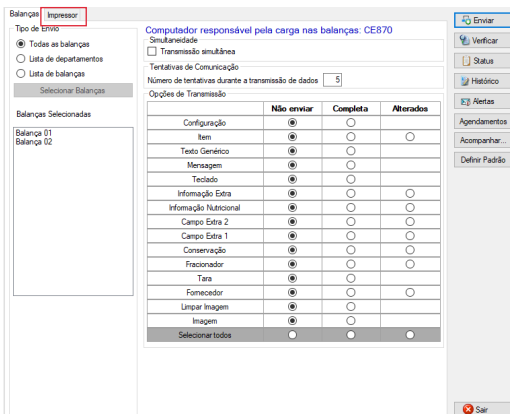 Balanças
Impressor
Tipo de Envio
Todas as balanças
Lista de departamentos
Lista de balanças
Selecionar Balanças
Balanças Selecionadas
Balança 01
Balança 02
Computador responsável pela carga nas balanças: CE870
Simultaneidade
Transmissão simultânea
Tentativas de Comunicação
Número de tentativas durante a transmissão de dados 5
Opções de Transmissão
Não enviar Completa Alterados
Configuração
Item
Texto Genérico
Mensagem
Teclado
Informação Extra
Informação Nutricional
Campo Extra 2
Campo Extra 1
Conservação
Fracionador
Tara
Fornecedor
Limpar Imagem
Imagem
Selecionar todos
Enviar
Verificar
Status
Histórico
Alertas
Agendamentos
Acompanhar...
Definir Padrão
Sair